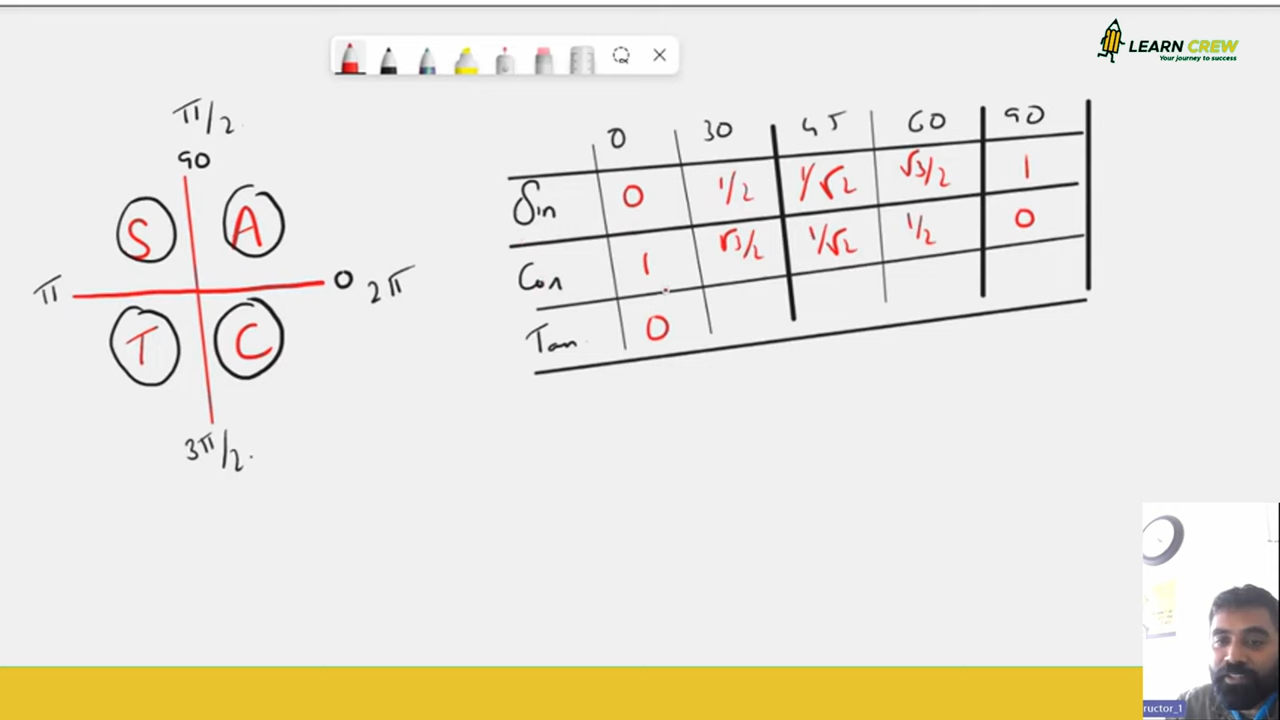 LEARN CREW
Your journey to success
π/2
90
S A
π 0 2π
T C
3π/2.
0 30 45 60 90
Sin 0 1/2 1/√2 √3/2 1
Cos 1 √3/2 1/√2 1/2 0
Tan 0
ructor_1